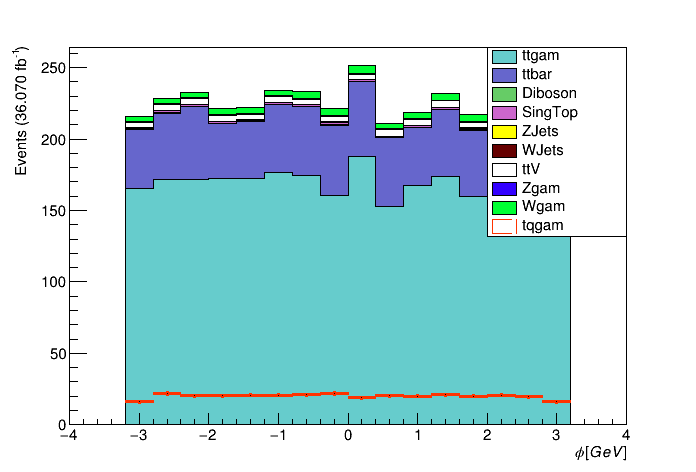 Events (36.070 fb⁻¹)
250
200
150
100
50
0
−4 −3 −2 −1 0 1 2 3 4
ϕ[GeV]
ttgam
ttbar
Diboson
SingTop
ZJets
WJets
ttV
Zgam
Wgam
tqgam